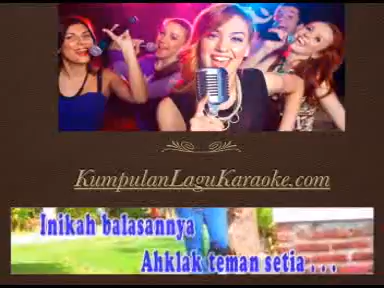 KumpulanLaguKaraoke.com
Inikah balasannya
Ahklak teman setia . . .